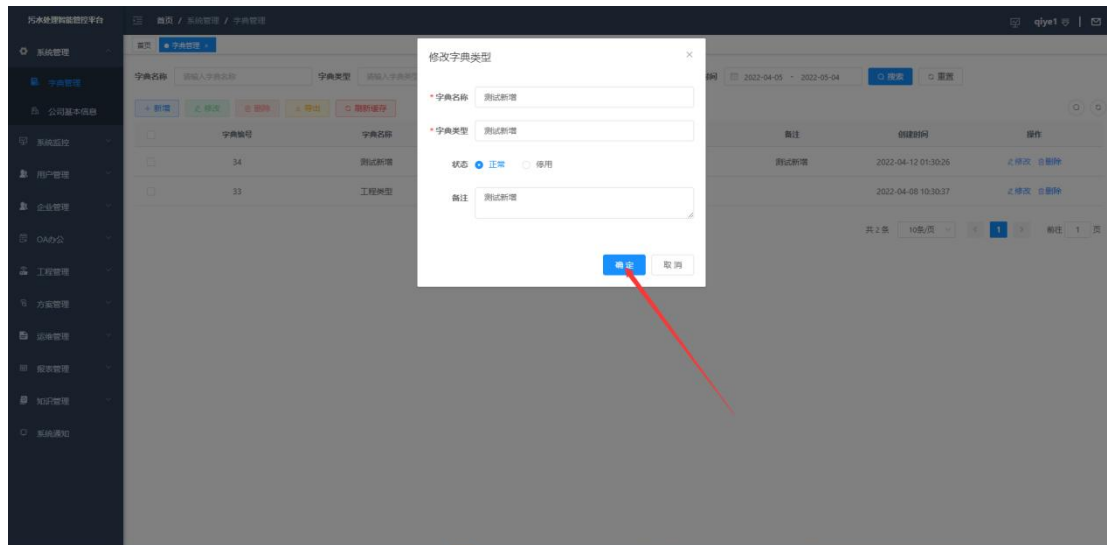 污水处理智能管控平台
首页 / 系统管理 / 字典管理
qiye1
系统管理
字典管理
公司基本信息
系统监控
用户管理
企业管理
OA办公
工程管理
方案管理
运维管理
报表管理
知识管理
系统通知
首页 字典管理 ×
字典名称 请输入字典名称 字典类型 请输入字典类型 2022-04-05 - 2022-05-04 搜索 重置
+ 新增 修改 删除 导出 刷新缓存
字典编号 字典名称 备注 创建时间 操作
34 测试新增 测试新增 2022-04-12 01:30:26 修改 删除
33 工程类型 2022-04-08 10:30:37 修改 删除
共 2 条 10条/页 < 1 > 前往 1 页
修改字典类型 ×
* 字典名称 测试新增
* 字典类型 测试新增
状态 正常 停用
备注 测试新增
确 定 取 消